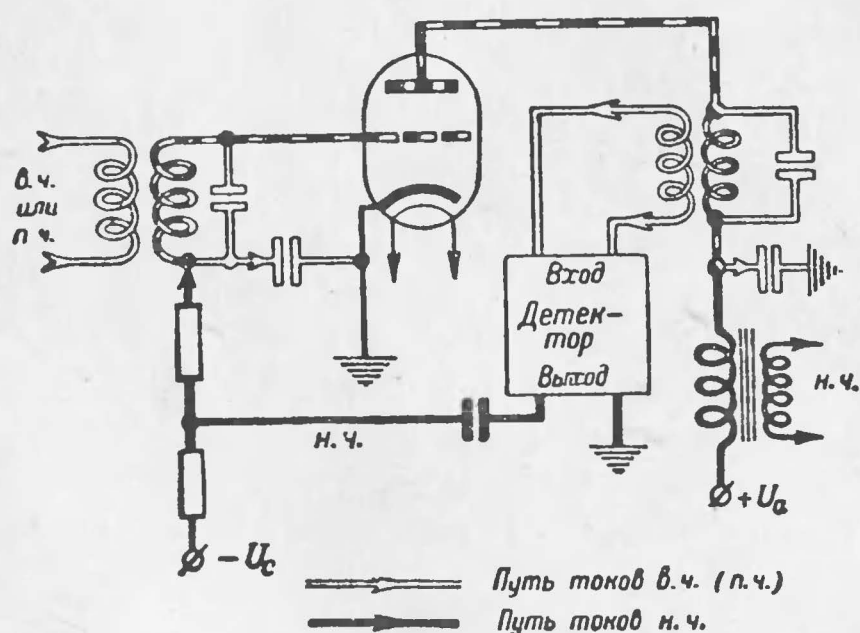 в.ч.
или
п ч.
Вход
Детек-
тор
Выход
н.ч.
н.ч.
+ Uа
- Uс
Путь токов в.ч. (п.ч.)
Путь токов н.ч.